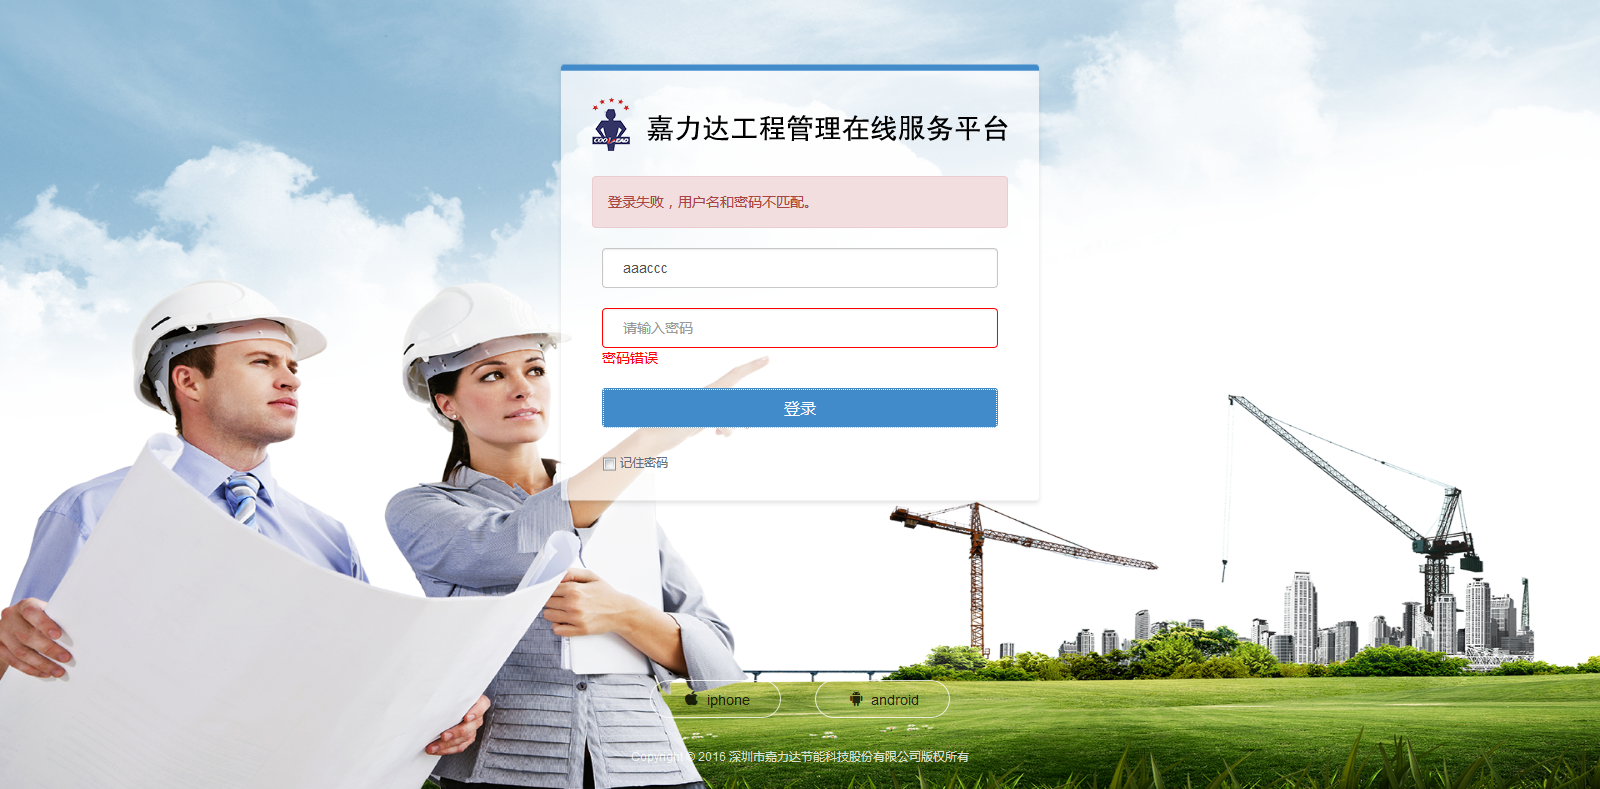 COOLEAD
嘉力达工程管理在线服务平台
登录失败，用户名和密码不匹配。
aaaccc
请输入密码
密码错误
登录
记住密码
iphone
android
Copyright © 2016 深圳市嘉力达节能科技股份有限公司版权所有